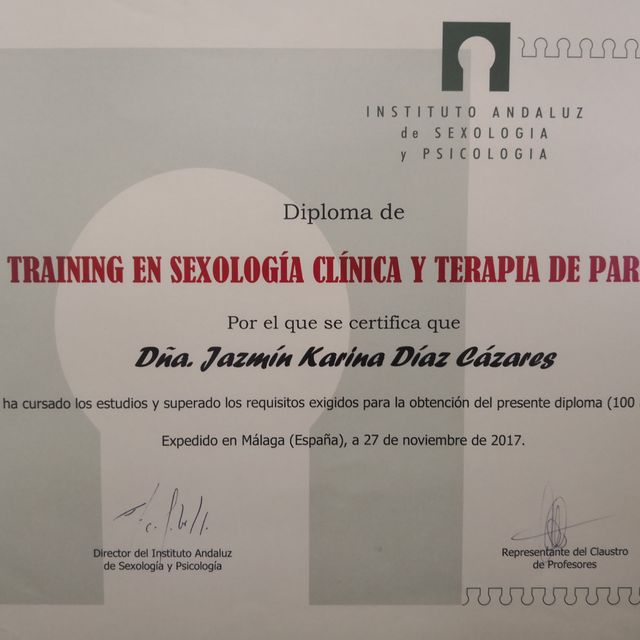 INSTITUTO ANDALUZ
de SEXOLOGIA
y PSICOLOGIA
Diploma de
TRAINING EN SEXOLOGÍA CLÍNICA Y TERAPIA DE PAR
Por el que se certifica que
Dña. Jazmín Karina Díaz Cázares
ha cursado los estudios y superado los requisitos exigidos para la obtención del presente diploma (100
Expedido en Málaga (España), a 27 de noviembre de 2017.
Director del Instituto Andaluz
de Sexología y Psicología
Representante del Claustro
de Profesores